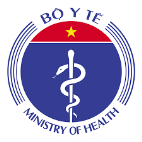 BỘ Y TẾ
MINISTRY OF HEALTH